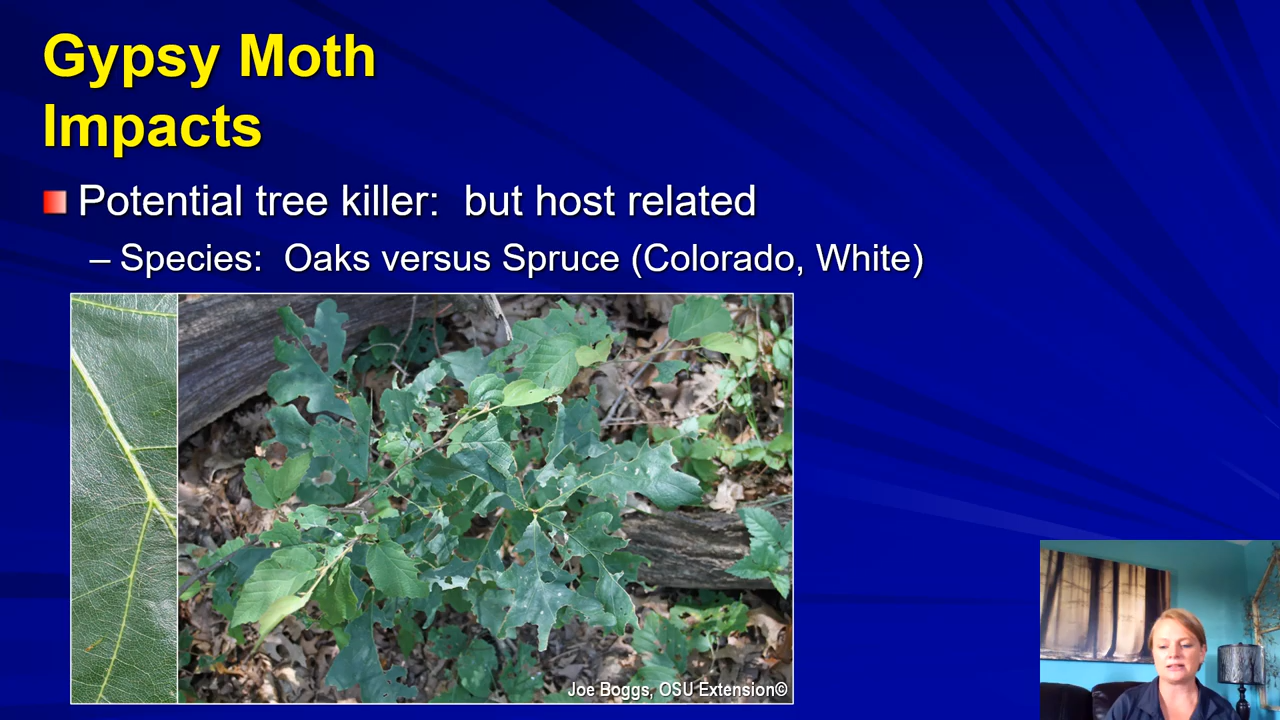 Gypsy Moth
Impacts
Potential tree killer:  but host related
– Species:  Oaks versus Spruce (Colorado, White)
Joe Boggs, OSU Extension©